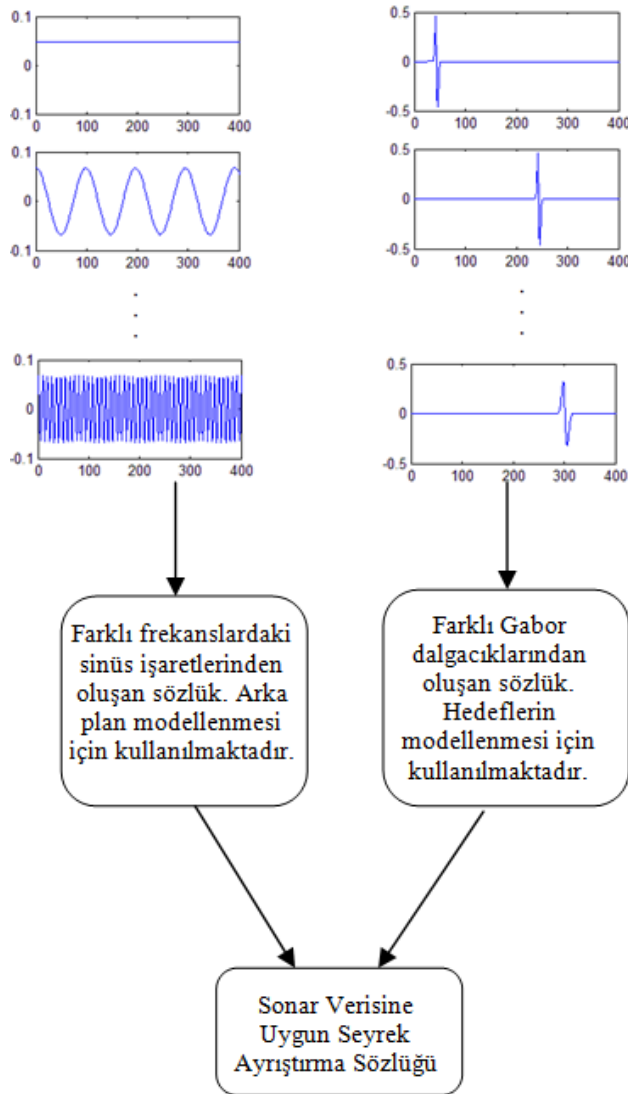 0.1
0
-0.1
0 100 200 300 400
0.1
0
-0.1
0 100 200 300 400
0.1
0
-0.1
0 100 200 300 400
0.5
0
-0.5
0 100 200 300 400
0.5
0
-0.5
0 100 200 300 400
0.5
0
-0.5
0 100 200 300 400
Farklı frekanslardaki
sinüs işaretlerinden
oluşan sözlük. Arka
plan modellenmesi
için kullanılmaktadır.
Farklı Gabor
dalgacıklarından
oluşan sözlük.
Hedeflerin
modellenmesi için
kullanılmaktadır.
Sonar Verisine
Uygun Seyrek
Ayrıştırma Sözlüğü